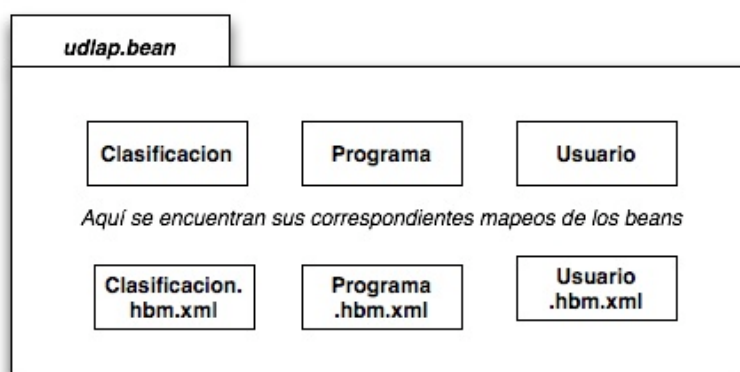 udlap.bean
Clasificacion
Programa
Usuario
Aquí se encuentran sus correspondientes mapeos de los beans
Clasificacion.
hbm.xml
Programa
.hbm.xml
Usuario
.hbm.xml